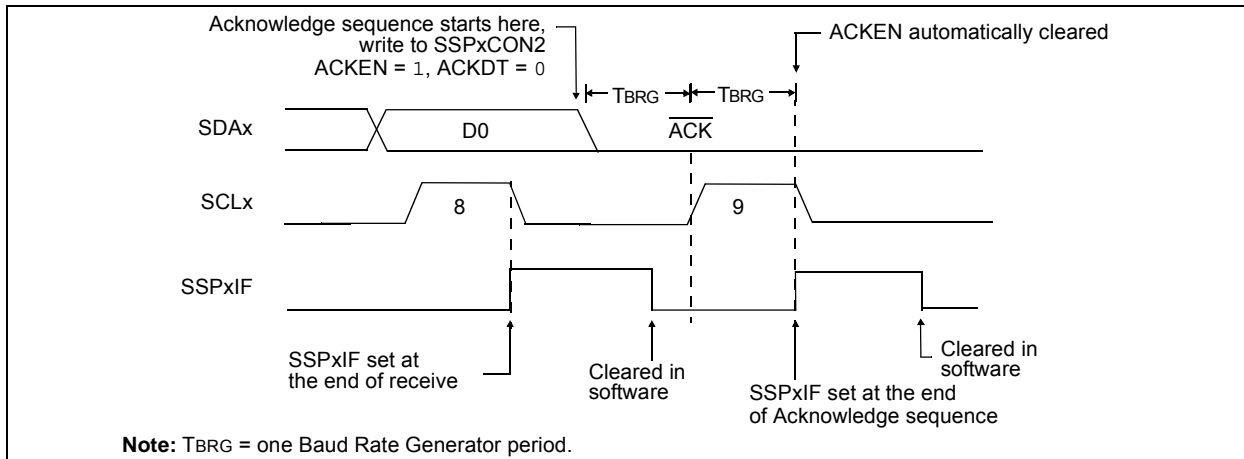 Acknowledge sequence starts here,
write to SSPxCON2
ACKEN = 1, ACKDT = 0
ACKEN automatically cleared
TBRG
TBRG
SDAx
D0
ACK
SCLx
8
9
SSPxIF
SSPxIF set at
the end of receive
Cleared in
software
SSPxIF set at the end
of Acknowledge sequence
Cleared in
software
Note: TBRG = one Baud Rate Generator period.